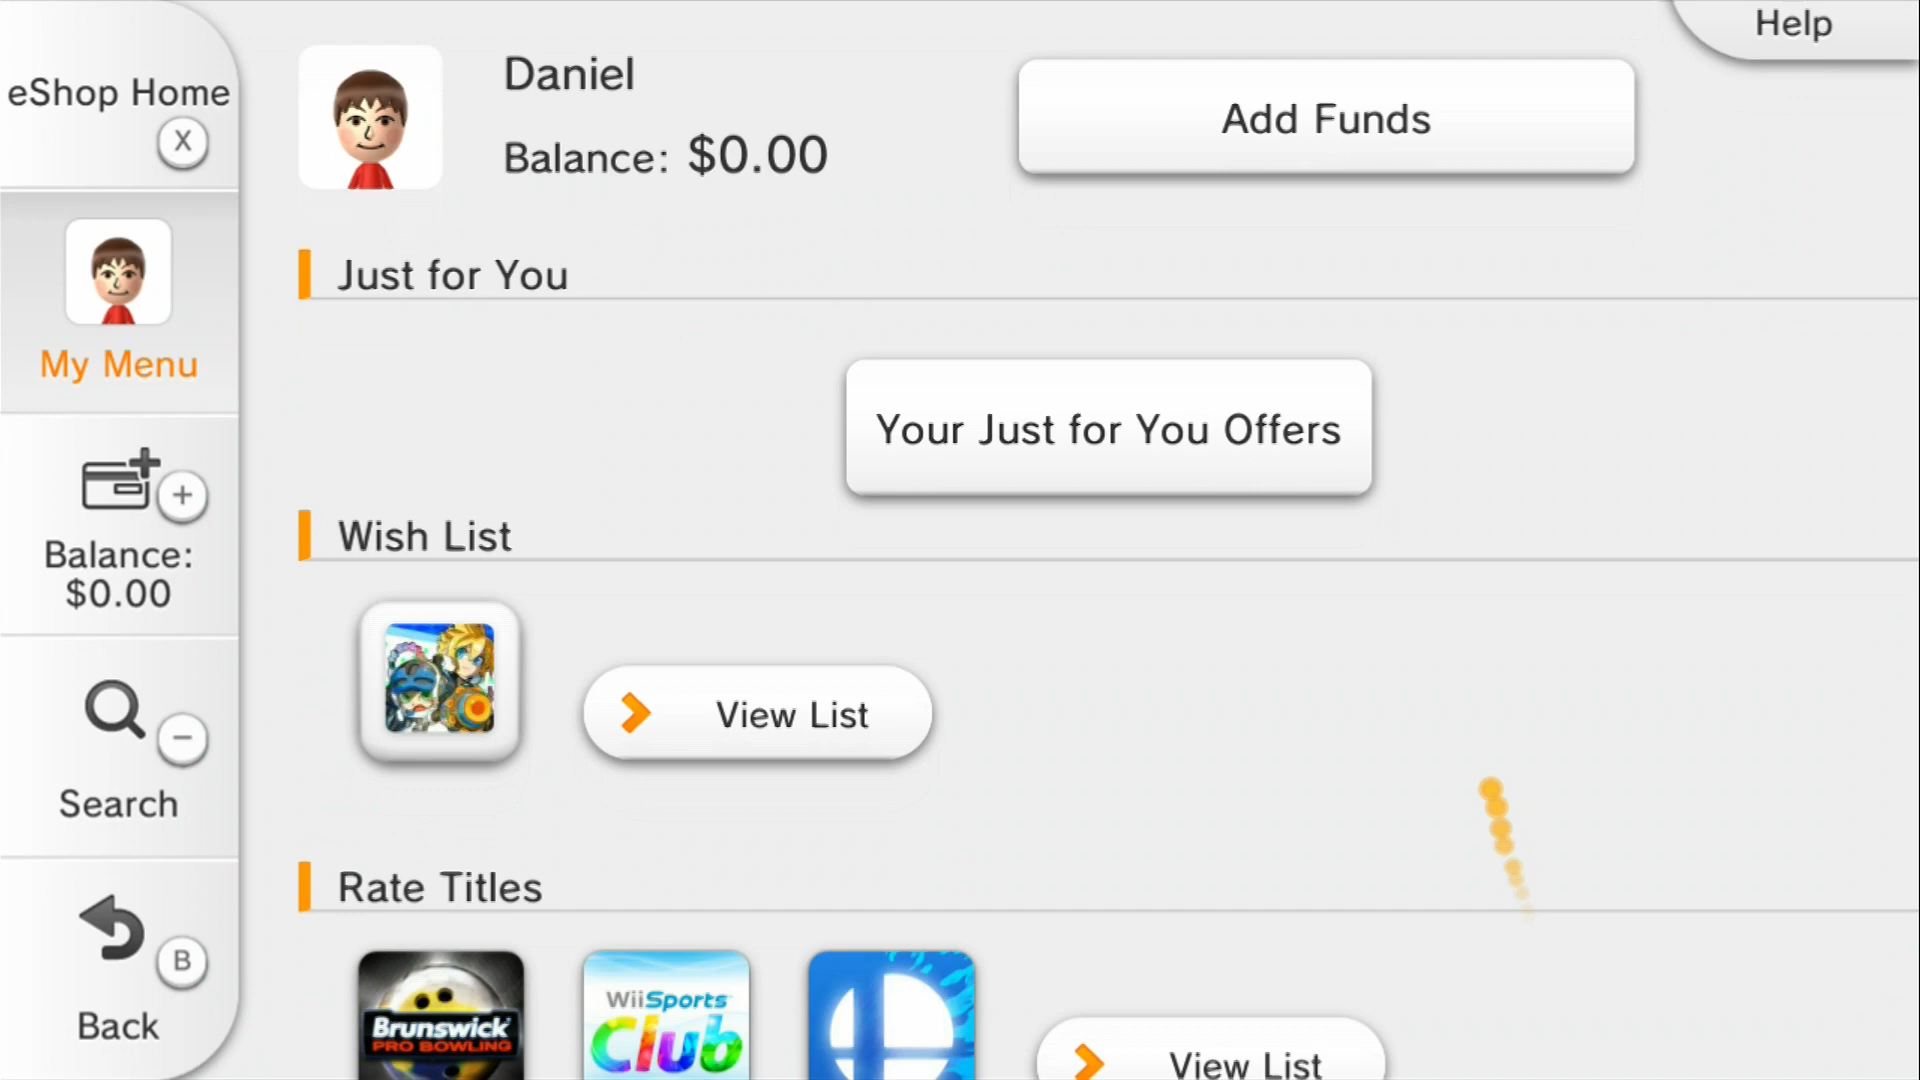 eShop Home
X
My Menu
Balance:
$0.00
Search
B
Back
Help
Daniel
Balance: $0.00
Add Funds
Just for You
Your Just for You Offers
Wish List
View List
Rate Titles
Brunswick
PRO BOWLING
WiiSports
Club
View List